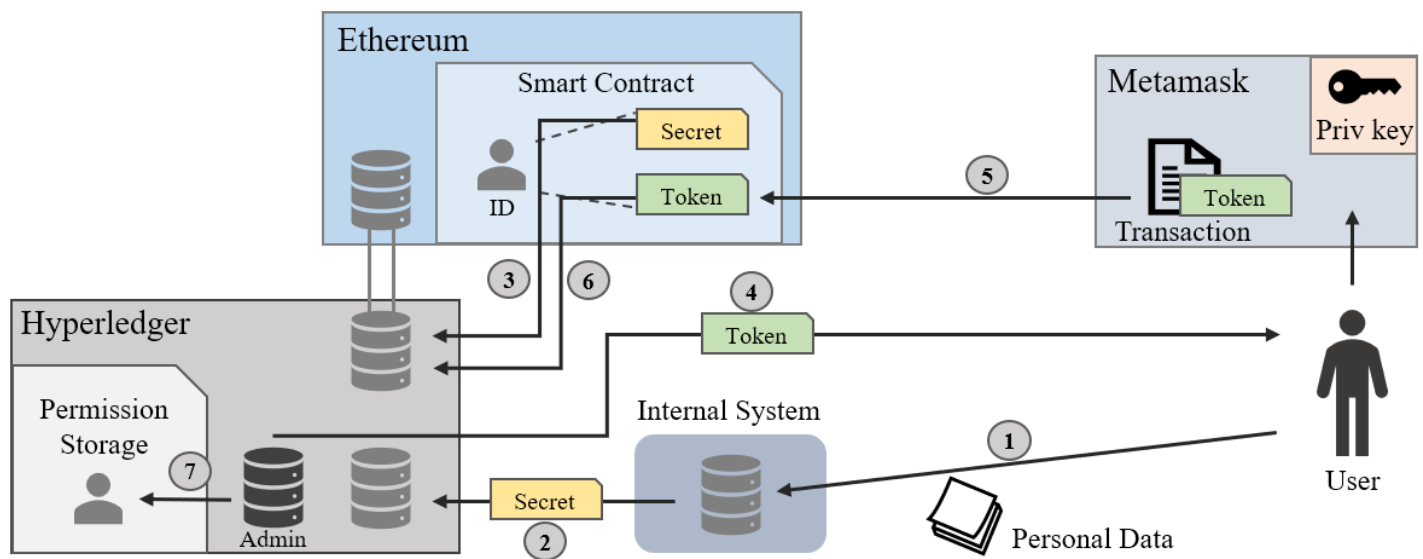 Ethereum
Smart Contract
Secret
ID
Token
Metamask
Priv key
Token
Transaction
5
3
6
4
Token
Hyperledger
Permission
Storage
7
Admin
Internal System
Secret
2
1
Personal Data
User